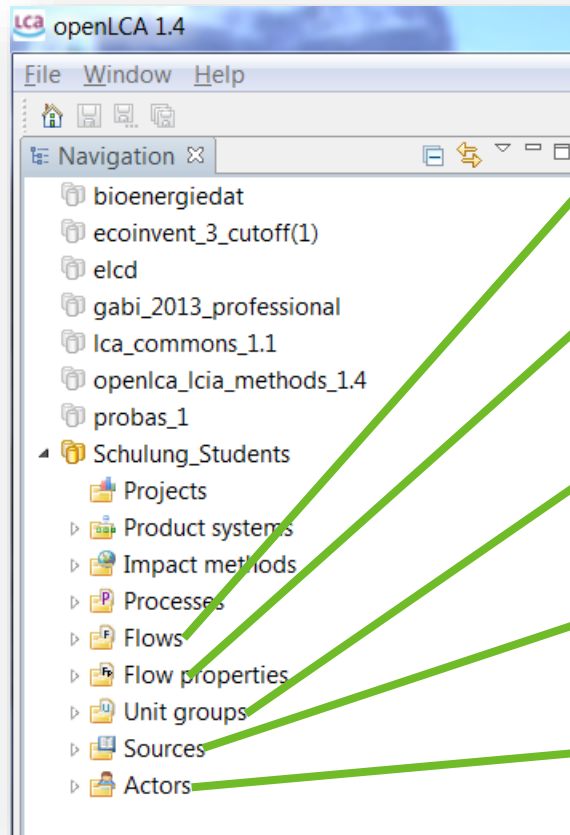 LCa openLCA 1.4
File Window Help
Navigation
bioenergiedat
ecoinvent_3_cutoff(1)
elcd
gabi_2013_professional
lca_commons_1.1
openlca_lcia_methods_1.4
probas_1
Schulung_Students
Projects
Product systems
Impact methods
P Processes
F Flows
Fp Flow properties
U Unit groups
Sources
Actors